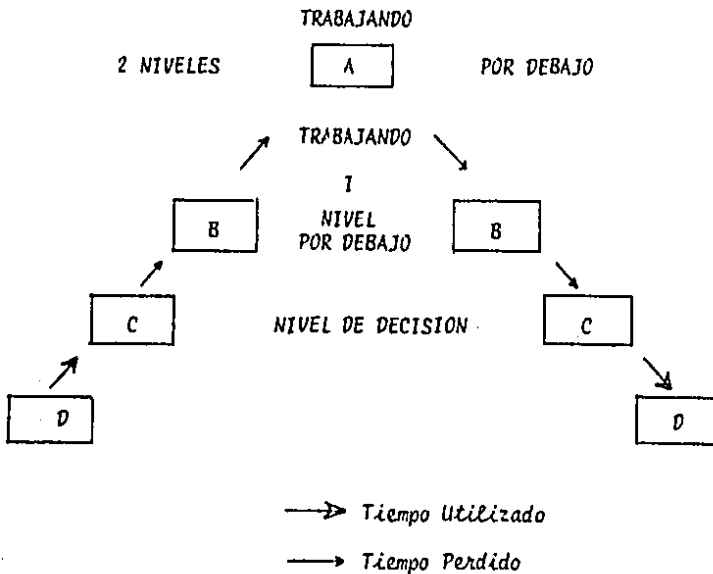 TRABAJANDO
2 NIVELES A POR DEBAJO
TRABAJANDO
1
B NIVEL B
POR DEBAJO
C NIVEL DE DECISION C
D D
Tiempo Utilizado
Tiempo Perdido